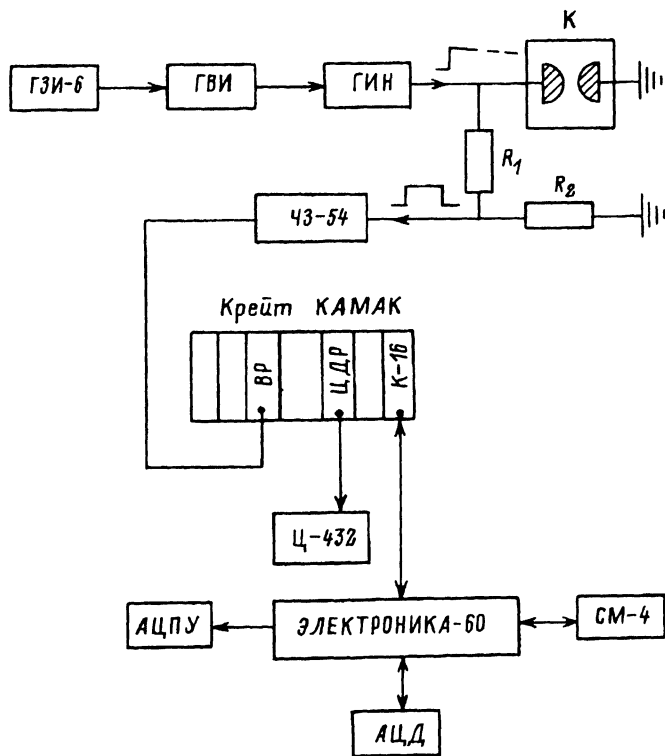 К
ГЗИ-6
ГВИ
ГИН
R₁
R₂
ЧЗ-54
Крейт КАМАК
ВР
ЦДР
К-16
Ц-432
АЦПУ
ЭЛЕКТРОНИКА-60
СМ-4
АЦД